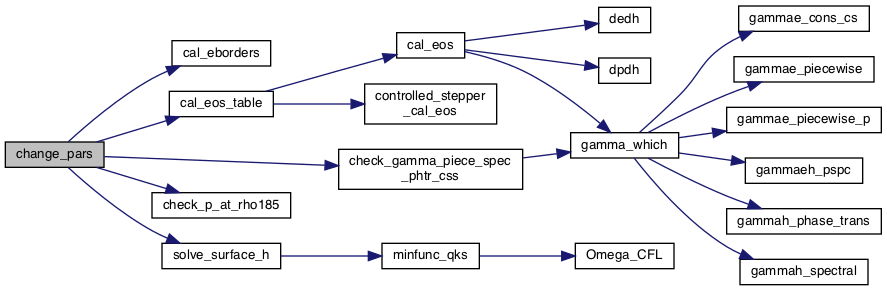 change_pars
cal_eborders
cal_eos_table
check_gamma_piece_spec
_phtr_css
check_p_at_rho185
solve_surface_h
cal_eos
controlled_stepper
_cal_eos
minfunc_qks
dedh
dpdh
gamma_which
Omega_CFL
gammae_cons_cs
gammae_piecewise
gammae_piecewise_p
gammaeh_pspc
gammah_phase_trans
gammah_spectral